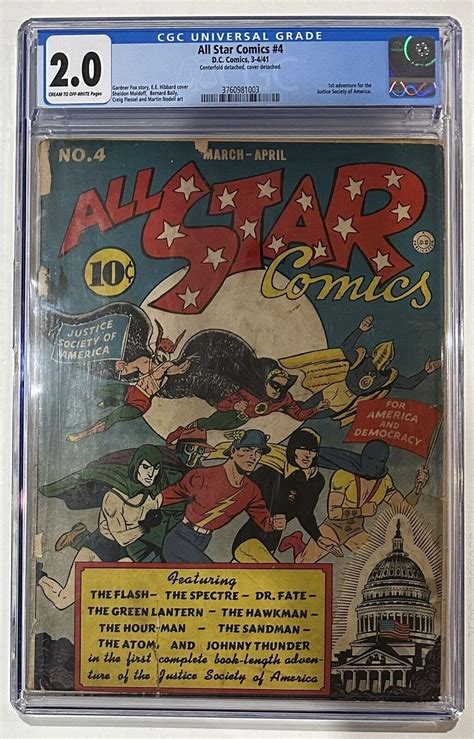 CGC UNIVERSAL GRADE
2.0
CREAM TO OFF-WHITE Pages
All Star Comics #4
D.C. Comics, 3-4/41
Centerfold detached, cover detached.
Gardner Fox story, E.E. Hibbard cover
Sheldon Moldoff, Bernard Baily,
Creig Flessel and Martin Nodell art
3760981003
1st adventure for the
Justice Society of America.
NO.4
MARCH-APRIL
ALL STAR
Comics
10¢
JUSTICE
SOCIETY OF
AMERICA
FOR
AMERICA
AND
DEMOCRACY
Featuring
THE FLASH— THE SPECTRE— DR. FATE—
THE GREEN LANTERN — THE HAWKMAN—
THE HOUR-MAN — THE SANDMAN—
THE ATOM, AND JOHNNY THUNDER
in the first complete book-length adven-
ture of the Justice Society of America